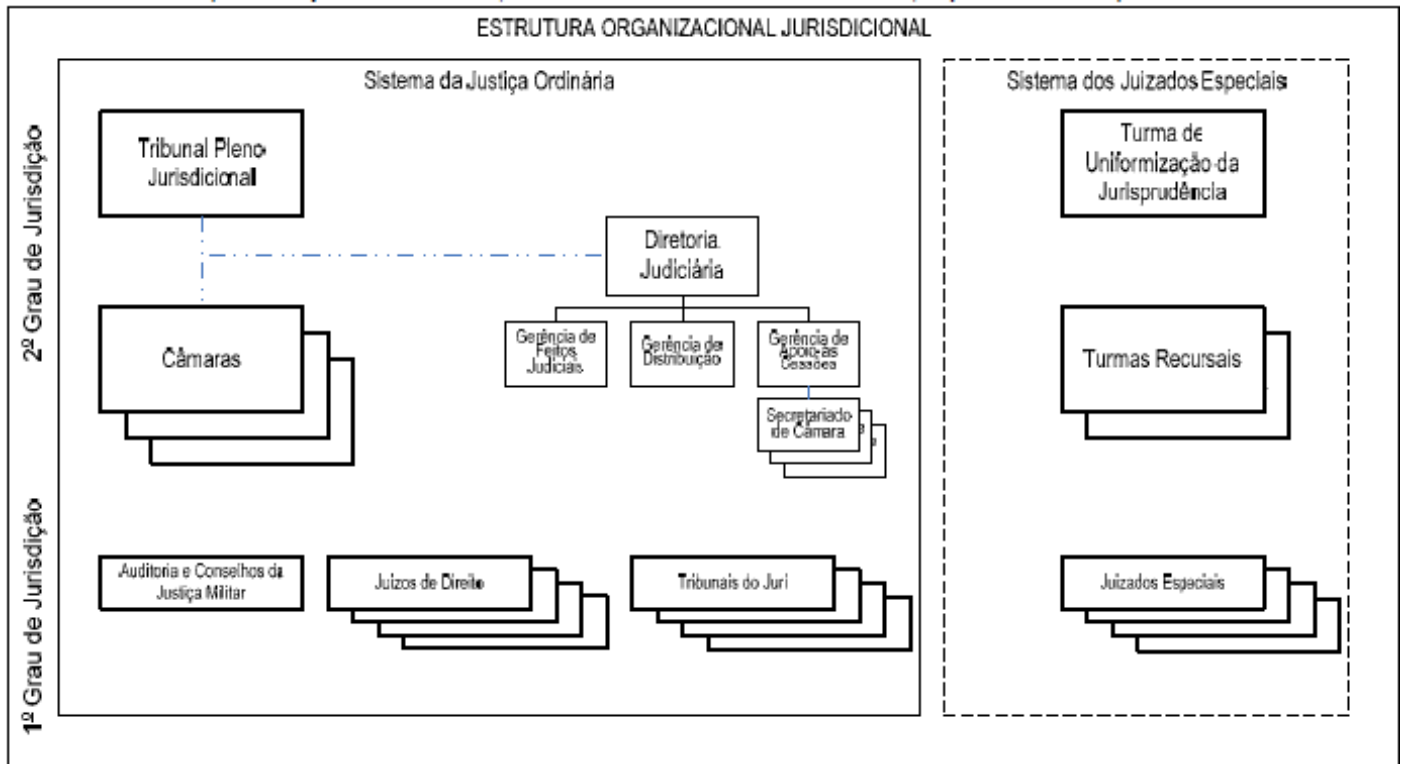 ESTRUTURA ORGANIZACIONAL JURISDICIONAL
Sistema da Justiça Ordinária
2º Grau de Jurisdição
Tribunal Pleno
Jurisdicional
Diretoria
Judiciária
Câmaras
Gerência de
Feitos
Judiciais
Gerência de
Distribuição
Gerência de
Apoio às
Sessões
Secretariado
de Câmara
1º Grau de Jurisdição
Auditoria e Conselhos da
Justiça Militar
Juizos de Direito
Tribunais do Juri
Sistema dos Juizados Especiais
Turma de
Uniformização da
Jurisprudência
Turmas Recursais
Juizados Especiais